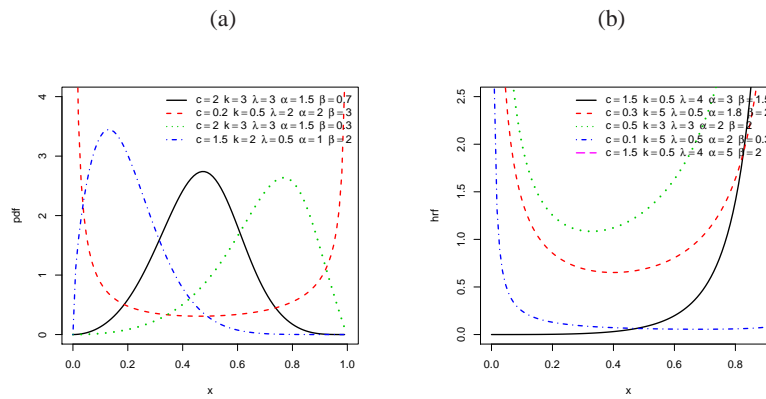 (a)
(b)
c=2 k=3 λ=3 α=1.5 β=0.7
c=0.2 k=0.5 λ=2 α=2 β=3
c=2 k=3 λ=3 α=1.5 β=0.3
c=1.5 k=2 λ=0.5 α=1 β=2
pdf
4
3
2
1
0
0.0 0.2 0.4 0.6 0.8 1.0
x
c=1.5 k=0.5 λ=4 α=3 β=1.5
c=0.3 k=5 λ=0.5 α=1.8 β=2
c=0.5 k=3 λ=3 α=2 β=2
c=0.1 k=5 λ=0.5 α=2 β=0.3
c=1.5 k=0.5 λ=4 α=5 β=2
hrf
2.5
2.0
1.5
1.0
0.5
0.0
0.0 0.2 0.4 0.6 0.8
x